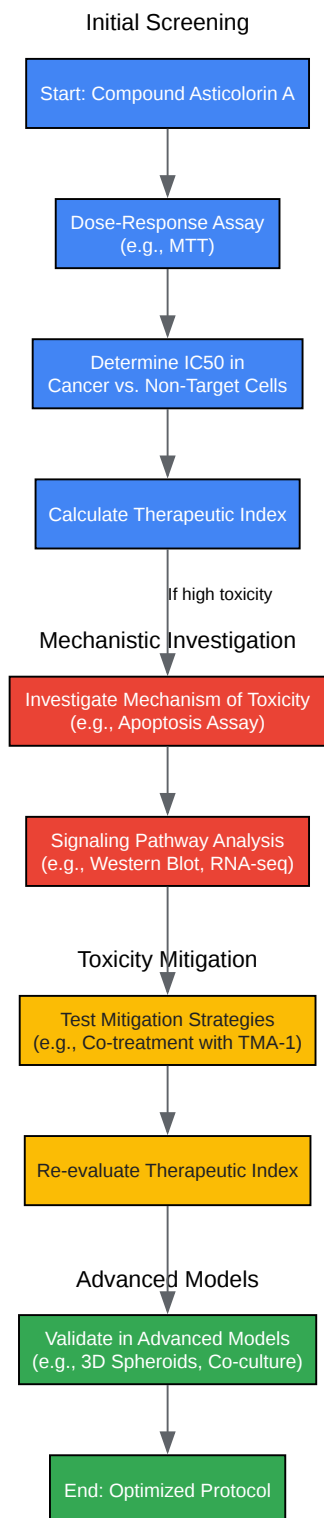 Initial Screening
Start: Compound Asticolorin A
Dose-Response Assay
(e.g., MTT)
Determine IC50 in
Cancer vs. Non-Target Cells
Calculate Therapeutic Index
If high toxicity
Mechanistic Investigation
Investigate Mechanism of Toxicity
(e.g., Apoptosis Assay)
Signaling Pathway Analysis
(e.g., Western Blot, RNA-seq)
Toxicity Mitigation
Test Mitigation Strategies
(e.g., Co-treatment with TMA-1)
Re-evaluate Therapeutic Index
Advanced Models
Validate in Advanced Models
(e.g., 3D Spheroids, Co-culture)
End: Optimized Protocol